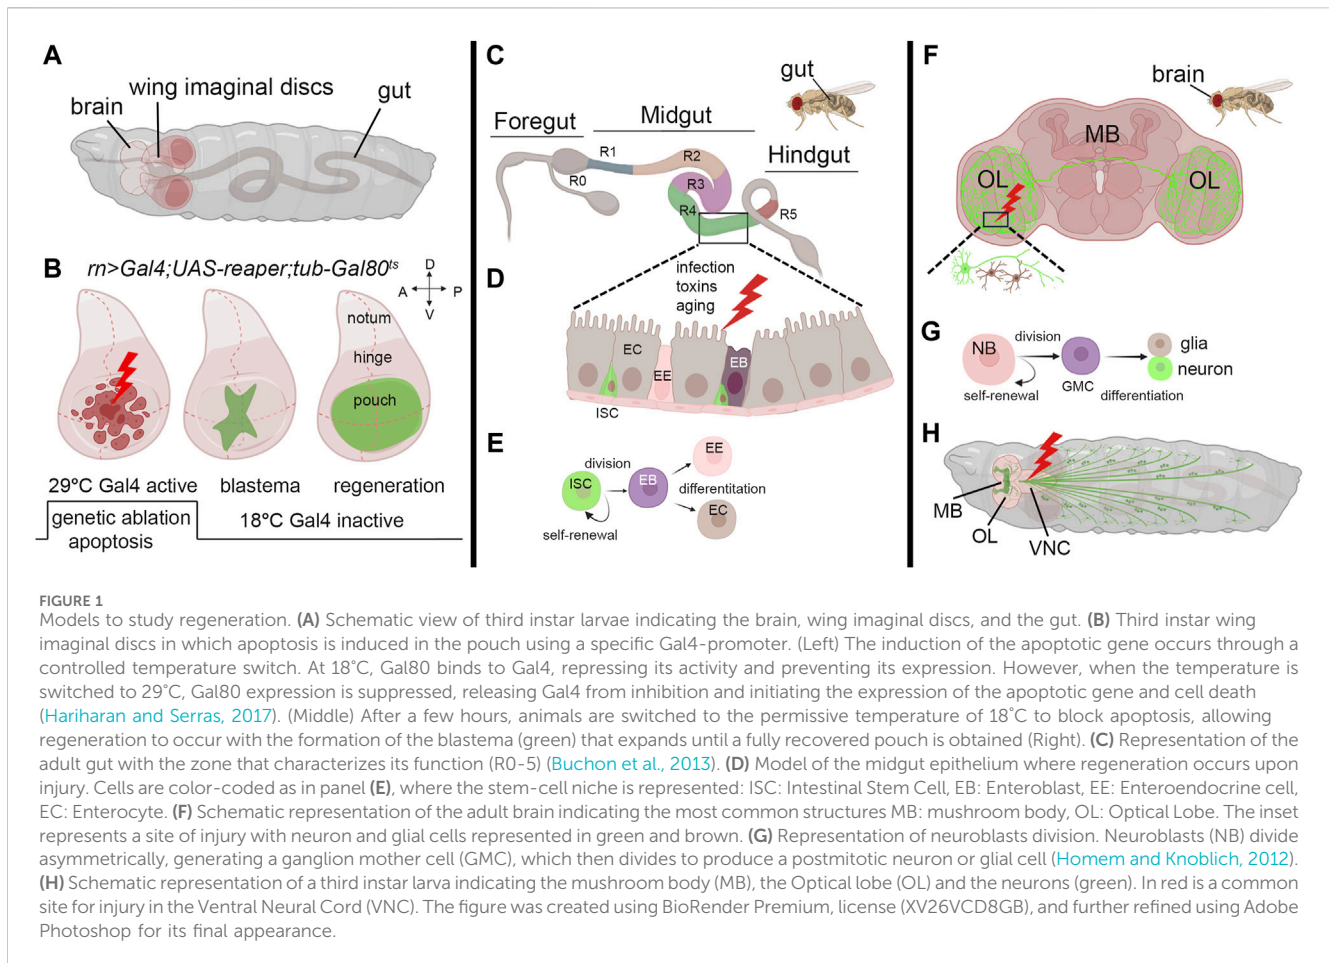 A
brain
wing imaginal discs
gut
B
rn>Gal4;UAS-reaper;tub-Gal80ts
D
A
P
V
notum
hinge
pouch
29ºC Gal4 active
blastema
regeneration
genetic ablation
apoptosis
18ºC Gal4 inactive
C
gut
Foregut
Midgut
Hindgut
R0
R1
R2
R3
R4
R5
D
infection
toxins
aging
EC
EE
EB
ISC
E
ISC
division
EB
EE
differentitation
EC
self-renewal
F
brain
MB
OL
OL
G
NB
division
GMC
glia
neuron
self-renewal
differentiation
H
MB
OL
VNC
FIGURE 1
Models to study regeneration. (A) Schematic view of third instar larvae indicating the brain, wing imaginal discs, and the gut. (B) Third instar wing
imaginal discs in which apoptosis is induced in the pouch using a specific Gal4-promoter. (Left) The induction of the apoptotic gene occurs through a
controlled temperature switch. At 18°C, Gal80 binds to Gal4, repressing its activity and preventing its expression. However, when the temperature is
switched to 29°C, Gal80 expression is suppressed, releasing Gal4 from inhibition and initiating the expression of the apoptotic gene and cell death
(Hariharan and Serras, 2017). (Middle) After a few hours, animals are switched to the permissive temperature of 18°C to block apoptosis, allowing
regeneration to occur with the formation of the blastema (green) that expands until a fully recovered pouch is obtained (Right). (C) Representation of the
adult gut with the zone that characterizes its function (R0-5) (Buchon et al., 2013). (D) Model of the midgut epithelium where regeneration occurs upon
injury. Cells are color-coded as in panel (E), where the stem-cell niche is represented: ISC: Intestinal Stem Cell, EB: Enteroblast, EE: Enteroendocrine cell,
EC: Enterocyte. (F) Schematic representation of the adult brain indicating the most common structures MB: mushroom body, OL: Optical Lobe. The inset
represents a site of injury with neuron and glial cells represented in green and brown. (G) Representation of neuroblasts division. Neuroblasts (NB) divide
asymmetrically, generating a ganglion mother cell (GMC), which then divides to produce a postmitotic neuron or glial cell (Homem and Knoblich, 2012).
(H) Schematic representation of a third instar larva indicating the mushroom body (MB), the Optical lobe (OL) and the neurons (green). In red is a common
site for injury in the Ventral Neural Cord (VNC). The figure was created using BioRender Premium, license (XV26VCD8GB), and further refined using Adobe
Photoshop for its final appearance.